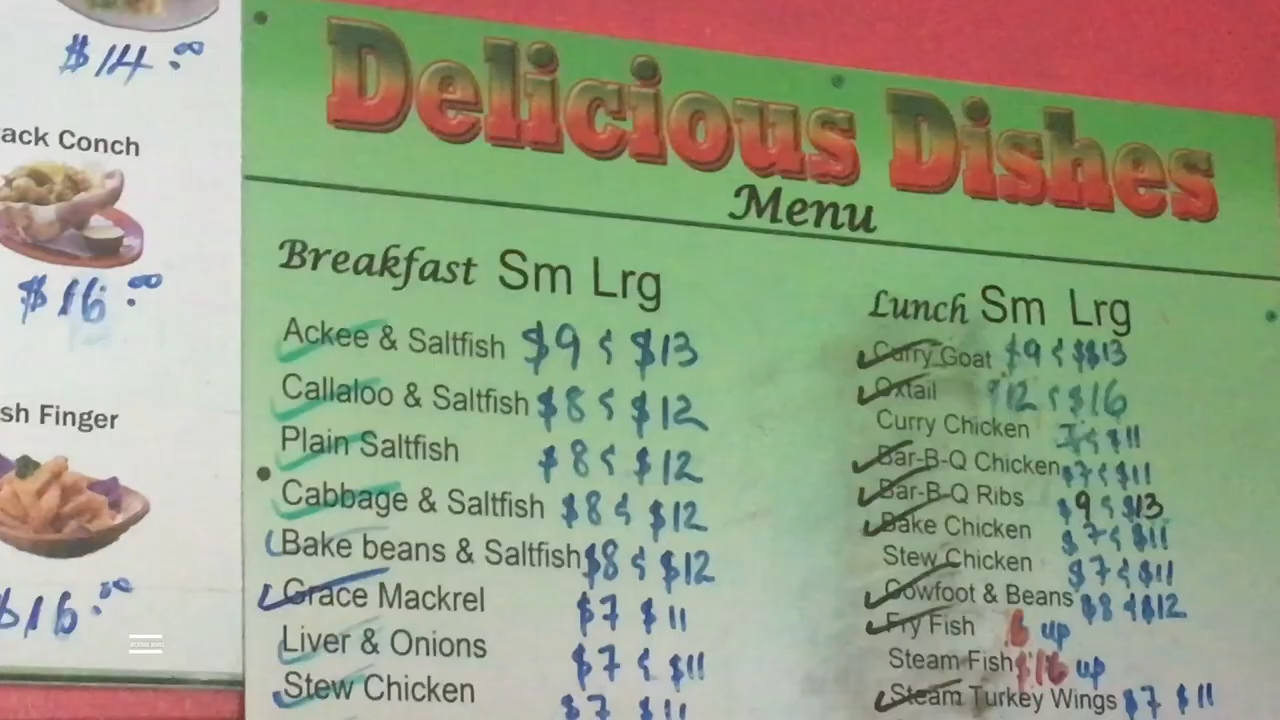 $14.00
ack Conch
$16.00
sh Finger
$16.00
Delicious Dishes
Menu
Breakfast Sm Lrg
Ackee & Saltfish $9 $13
Callaloo & Saltfish $8 $12
Plain Saltfish $8 $12
Cabbage & Saltfish $8 $12
Bake beans & Saltfish $8 $12
Grace Mackrel $7 $11
Liver & Onions $7 $11
Stew Chicken $7 $11
Lunch Sm Lrg
Curry Goat $9 $13
Oxtail $12 $16
Curry Chicken $11
Bar-B-Q Chicken $7 $11
Bar-B-Q Ribs $9 $13
Bake Chicken $7 $11
Stew Chicken $7 $11
Cowfoot & Beans $8 $12
Fry Fish up
Steam Fish $16 up
Steam Turkey Wings $7 $11